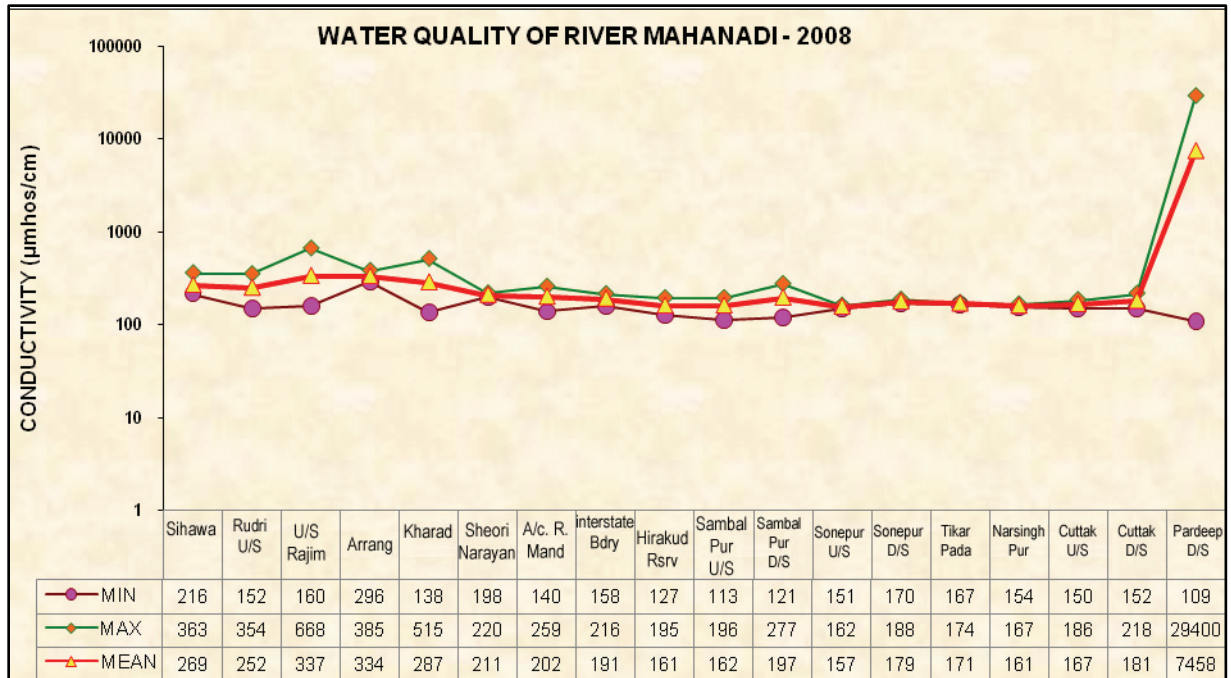 WATER QUALITY OF RIVER MAHANADI - 2008
CONDUCTIVITY (µmhos/cm)
100000
10000
1000
100
10
1
Sihawa Rudri U/S U/S Rajim Arrang Kharad Sheori Narayan A/c. R. Mand interstate Bdry Hirakud Rsrv Sambal Pur U/S Sambal Pur D/S Sonepur U/S Sonepur D/S Tikar Pada Narsingh Pur Cuttak U/S Cuttak D/S Pardeep D/S
MIN 216 152 160 296 138 198 140 158 127 113 121 151 170 167 154 150 152 109
MAX 363 354 668 385 515 220 259 216 195 196 277 162 188 174 167 186 218 29400
MEAN 269 252 337 334 287 211 202 191 161 162 197 157 179 171 161 167 181 7458